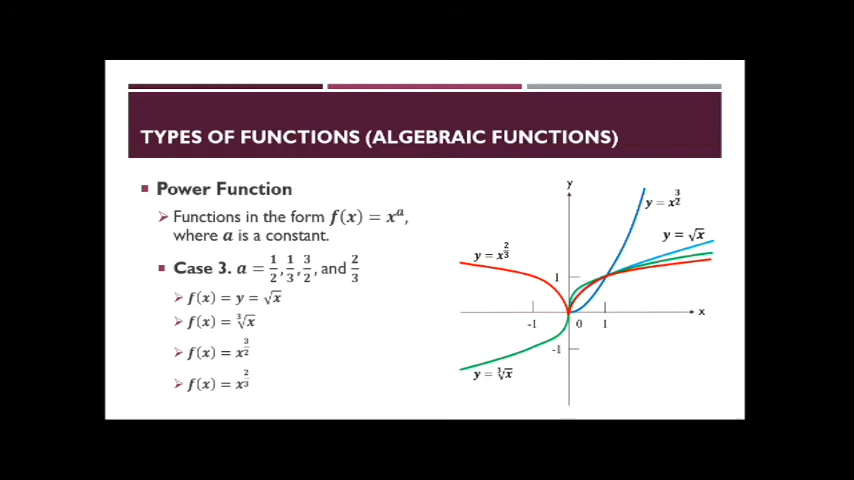 TYPES OF FUNCTIONS (ALGEBRAIC FUNCTIONS)
Power Function
Functions in the form f(x) = x^a,
where a is a constant.
Case 3. a = 1/2, 1/3, 3/2, and 2/3
f(x) = y = √x
f(x) = ∛x
f(x) = x^(3/2)
f(x) = x^(2/3)
y
y = x^(3/2)
y = √x
y = x^(2/3)
1
x
-1 0 1
-1
y = ∛x